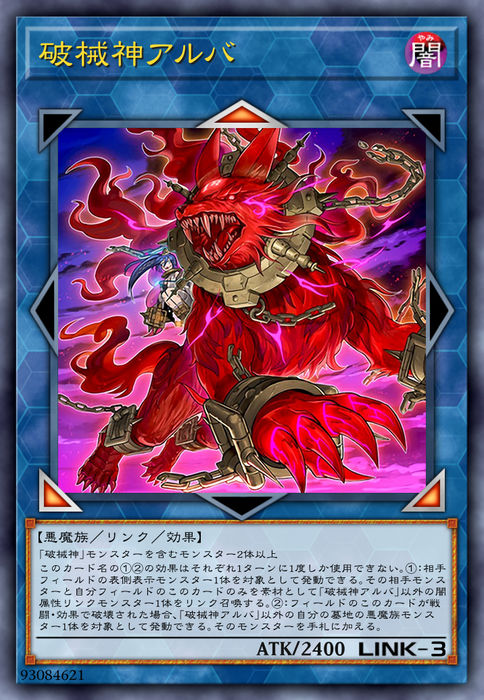 破械神アルバ
やみ
闇
【悪魔族／リンク／効果】
「破械神」モンスターを含むモンスター2体以上
このカード名の①②の効果はそれぞれ1ターンに1度しか使用できない。①:相手
フィールドの表側表示モンスター1体を対象として発動できる。その相手モンス
ターと自分フィールドのこのカードのみを素材として「破械神アルバ」以外の闇
属性リンクモンスター1体をリンク召喚する。②:フィールドのこのカードが戦
闘・効果で破壊された場合、「破械神アルバ」以外の自分の墓地の悪魔族モンス
ター1体を対象として発動できる。そのモンスターを手札に加える。
ATK/2400 LINK-3
93084621